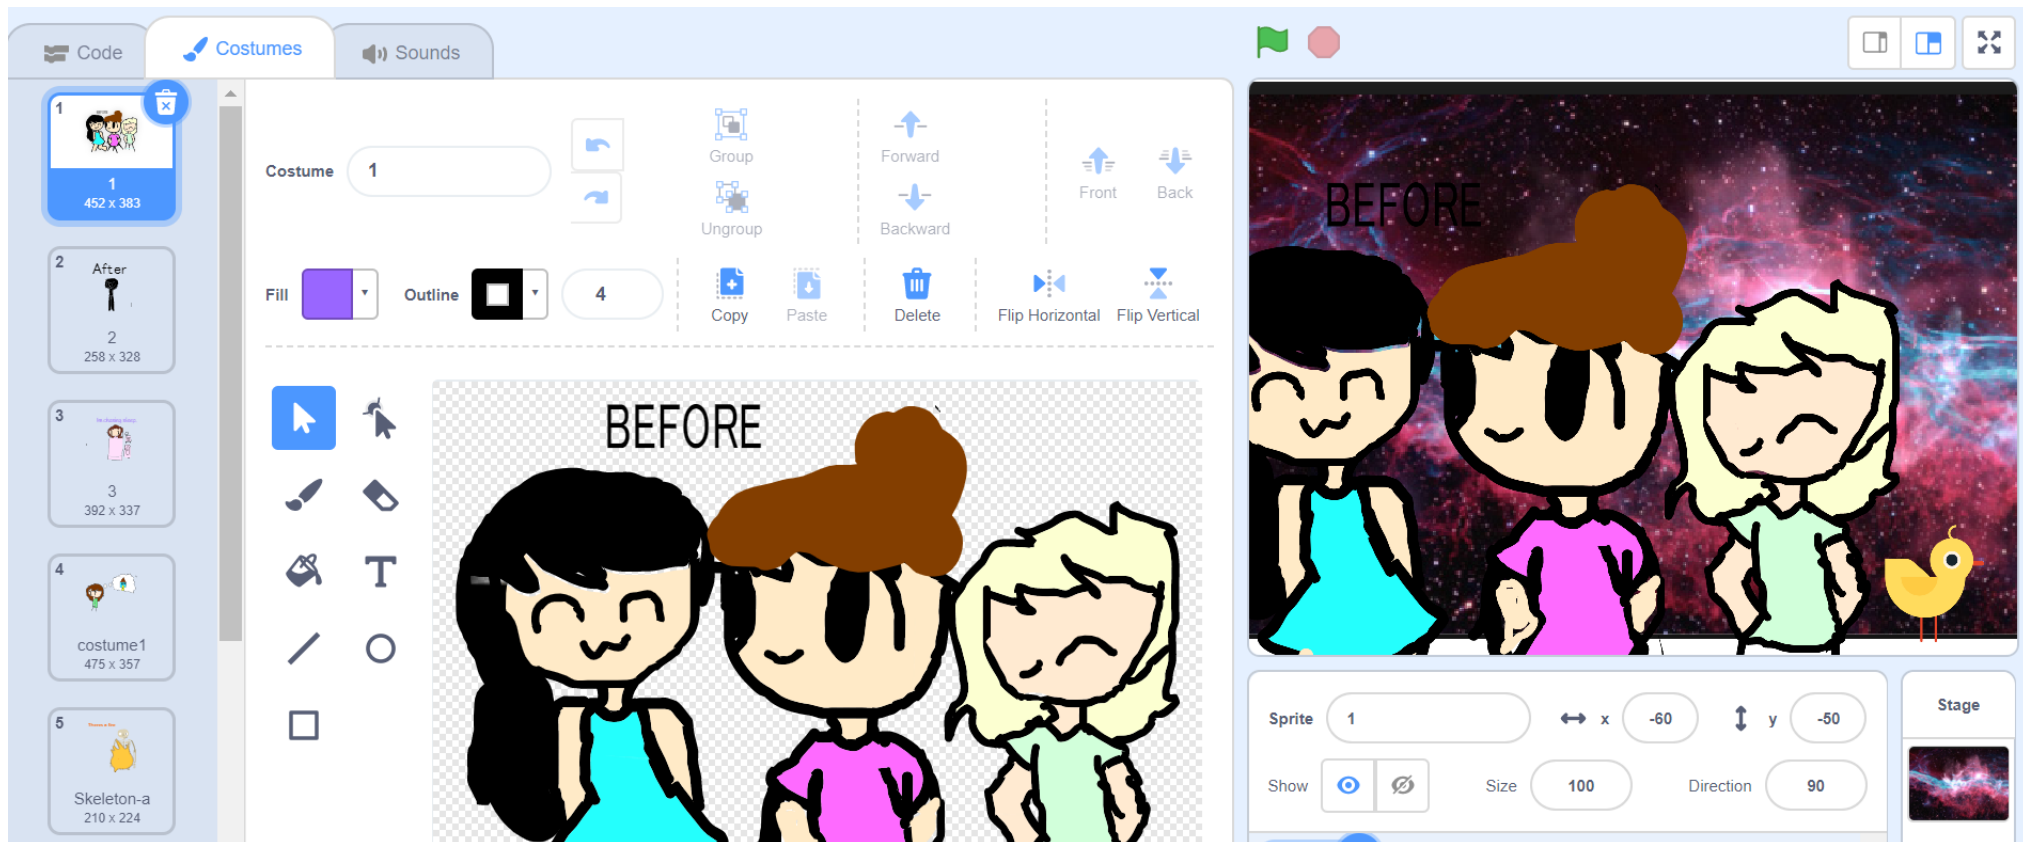 Code
Costumes
Sounds
1
1
452 x 383
2
After
2
258 x 328
3
3
392 x 337
4
costume1
475 x 357
5
Skeleton-a
210 x 224
Costume
1
Group
Ungroup
Forward
Backward
Front
Back
Fill
Outline
4
Copy
Paste
Delete
Flip Horizontal
Flip Vertical
T
BEFORE
BEFORE
Sprite
1
x
-60
y
-50
Show
Size
100
Direction
90
Stage